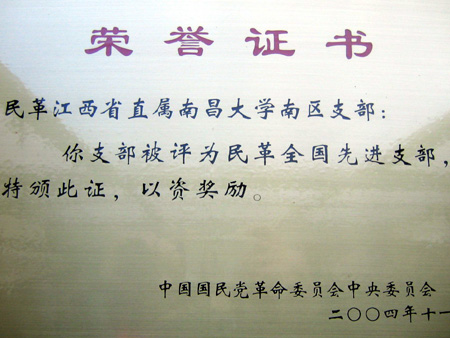 荣誉证书
民革江西省直属南昌大学南区支部：
你支部被评为民革全国先进支部，
特颁此证，以资奖励。
中国国民党革命委员会中央委员会
二〇〇四年十一